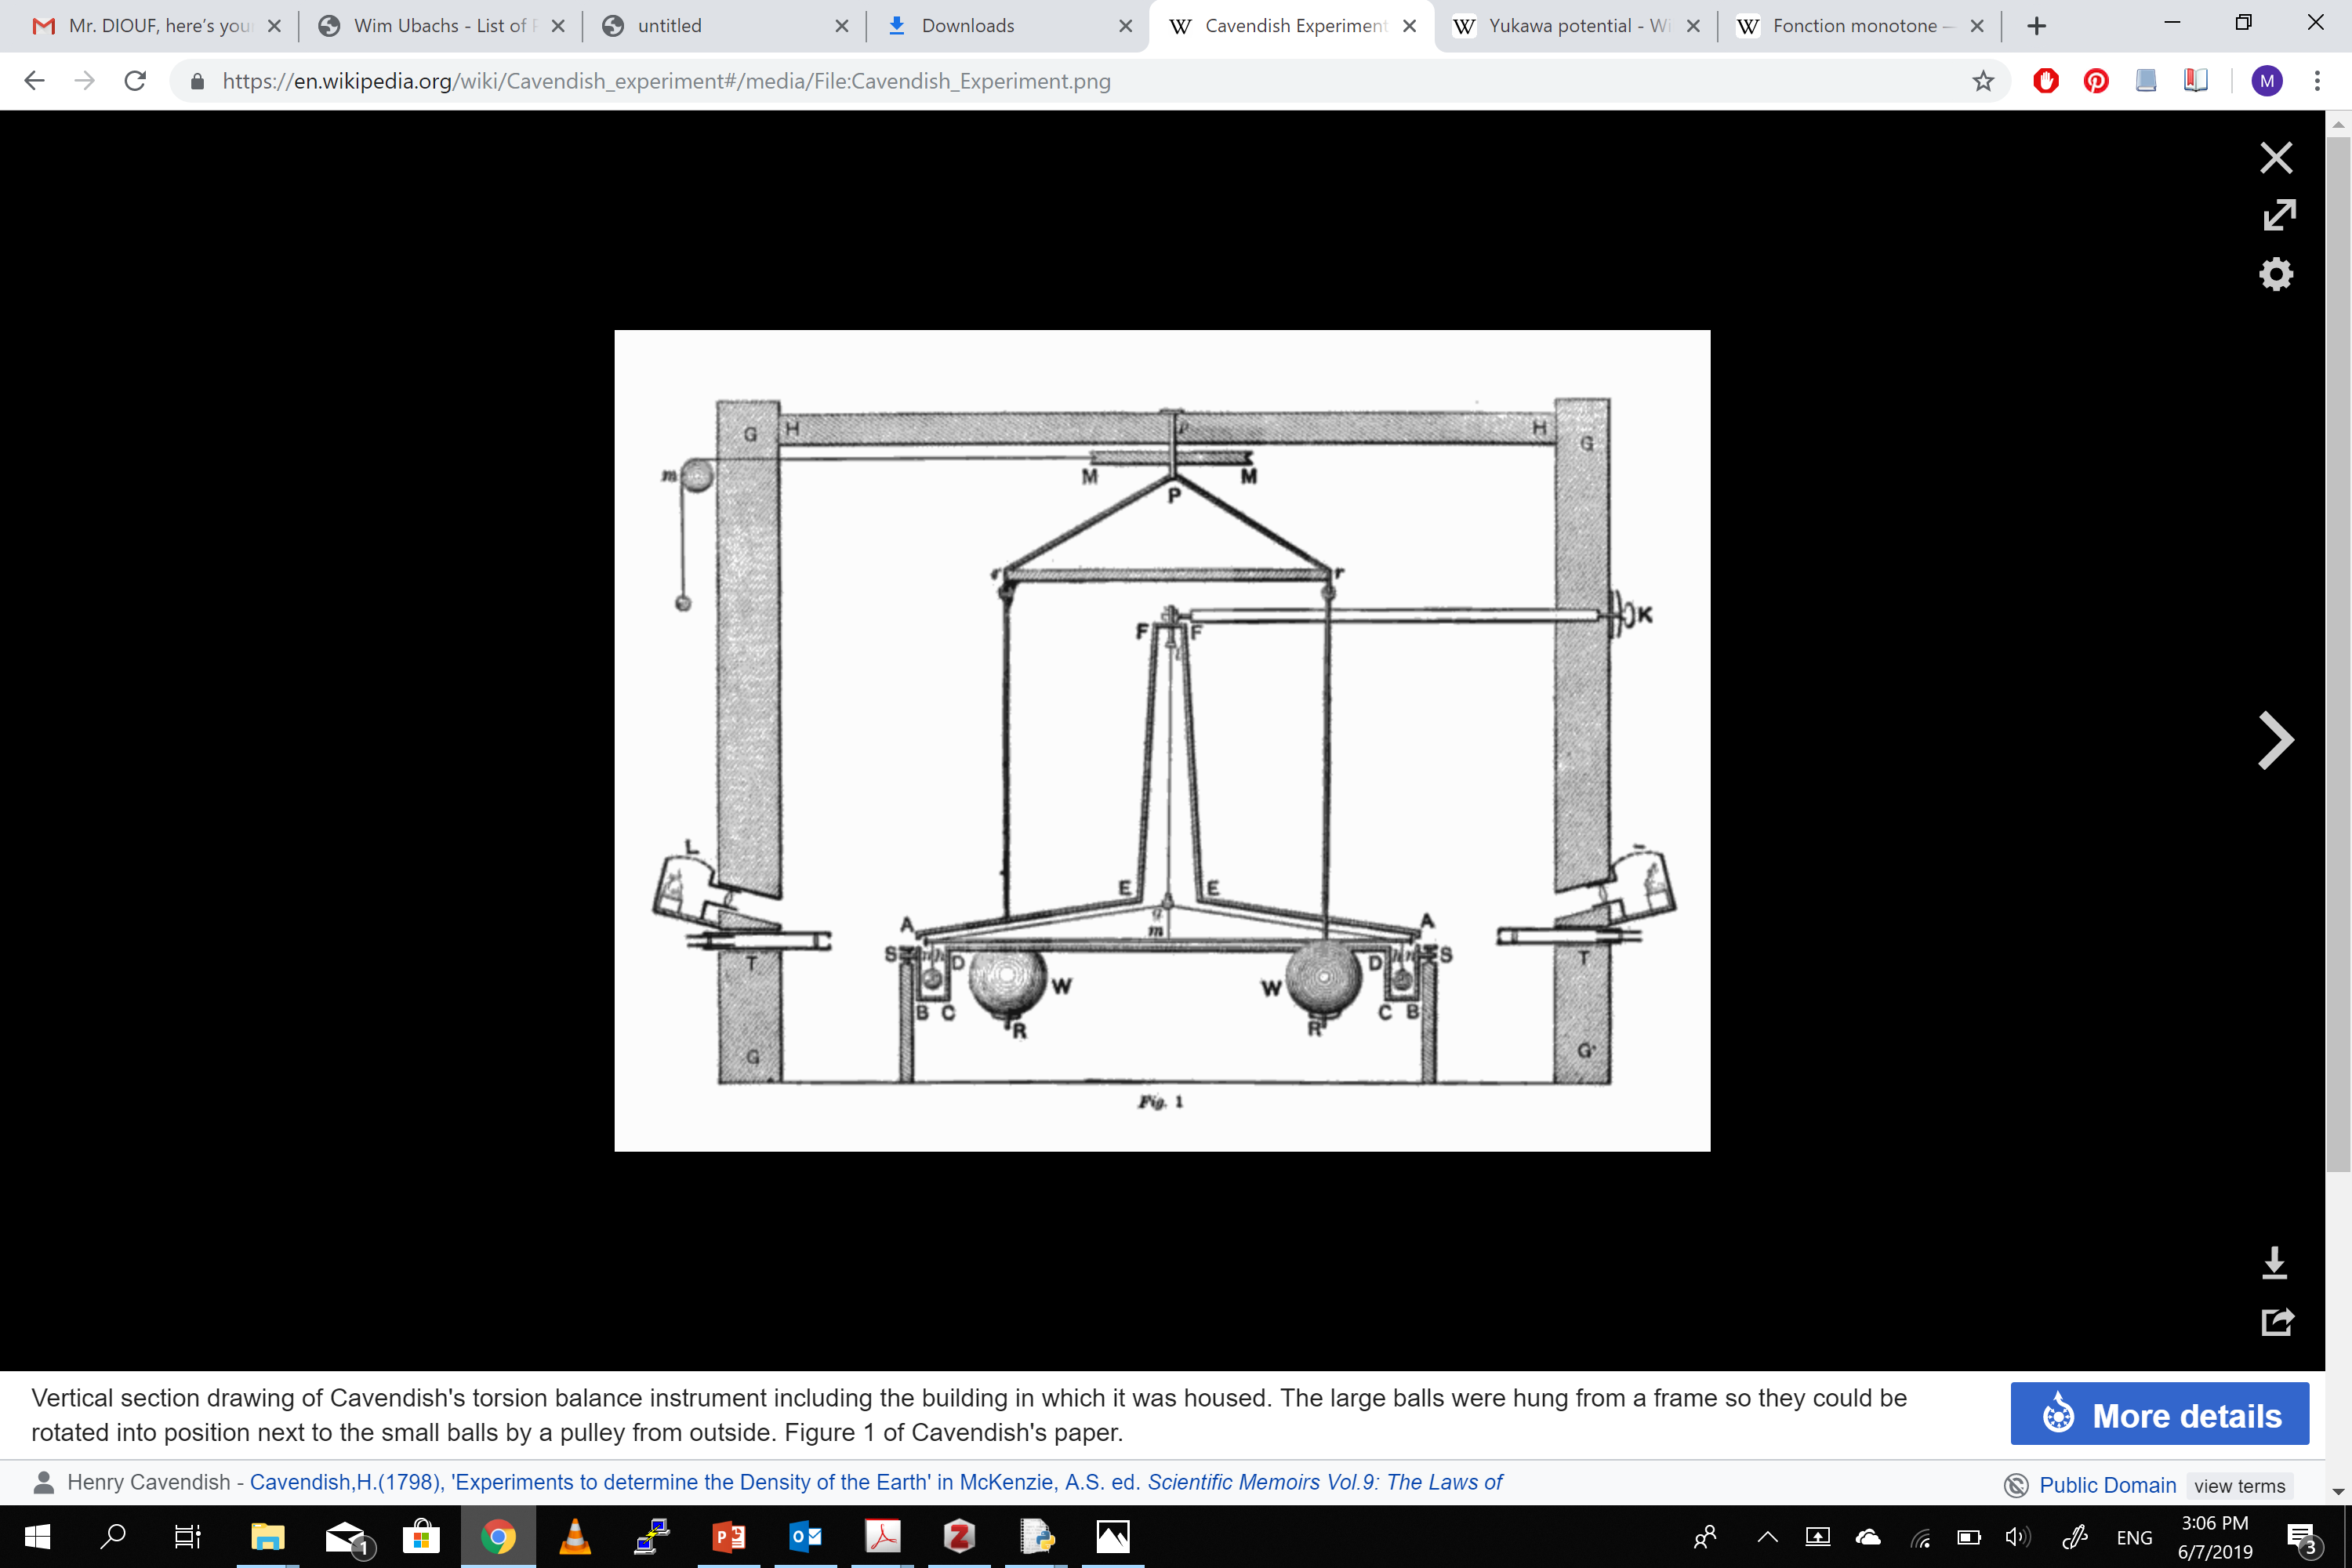 Mr. DIOUF, here's you
Wim Ubachs - List of
untitled
Downloads
Cavendish Experiment
Yukawa potential - Wi
Fonction monotone —
https://en.wikipedia.org/wiki/Cavendish_experiment#/media/File:Cavendish_Experiment.png
M
G H P H G
m M M
P
r r
F F K
l
L
E E
A g A
m
S n h D D h n S
T W W T
B C C B
R R
G G
Fig. 1
Vertical section drawing of Cavendish's torsion balance instrument including the building in which it was housed. The large balls were hung from a frame so they could be
rotated into position next to the small balls by a pulley from outside. Figure 1 of Cavendish's paper.
More details
Henry Cavendish - Cavendish,H.(1798), 'Experiments to determine the Density of the Earth' in McKenzie, A.S. ed. Scientific Memoirs Vol.9: The Laws of
Public Domain view terms
1
ENG
3:06 PM
6/7/2019
3